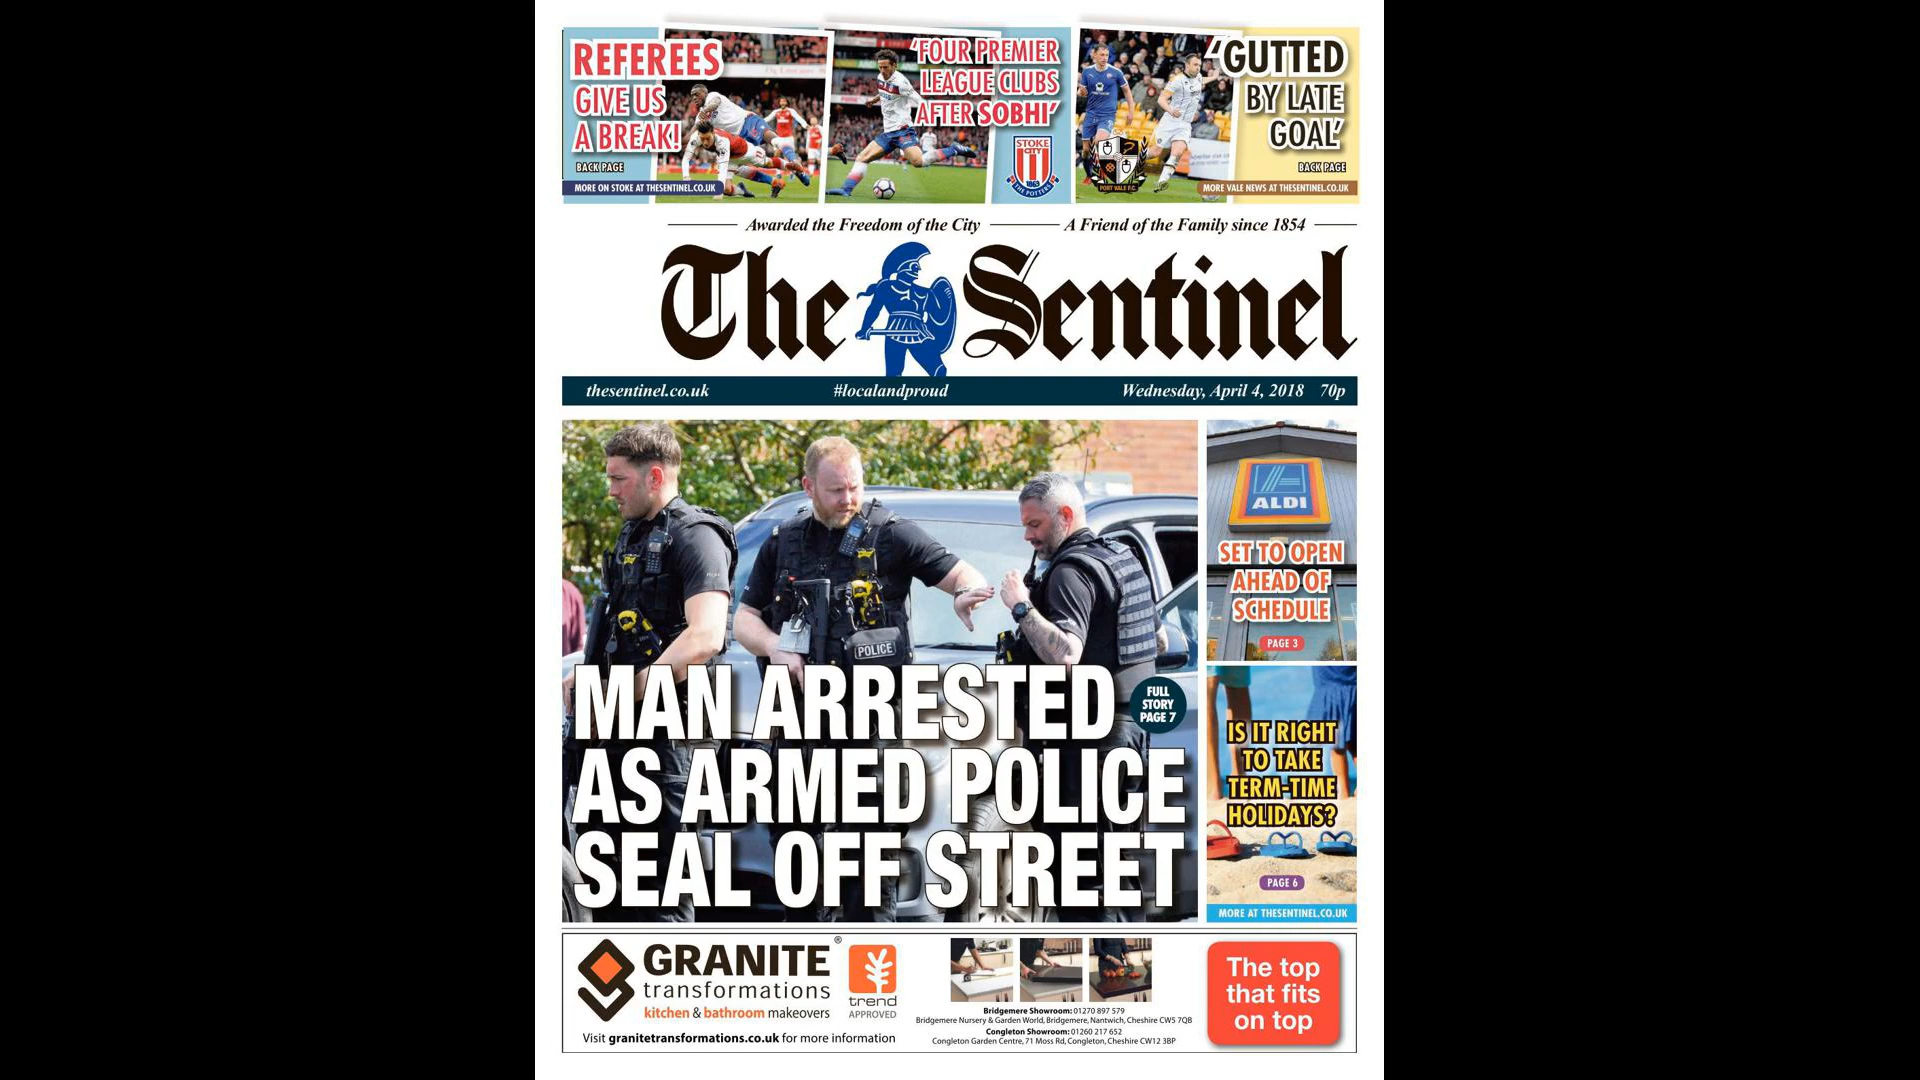 REFEREES
GIVE US
A BREAK!
BACK PAGE
MORE ON STOKE AT THESENTINEL.CO.UK
'FOUR PREMIER
LEAGUE CLUBS
AFTER SOBHI'
STOKE
CITY
1863
THE POTTERS
PORT VALE F.C.
'GUTTED
BY LATE
GOAL'
BACK PAGE
MORE VALE NEWS AT THESENTINEL.CO.UK
Awarded the Freedom of the City
A Friend of the Family since 1854
The Sentinel
thesentinel.co.uk #localandproud Wednesday, April 4, 2018 70p
POLICE
MAN ARRESTED
AS ARMED POLICE
SEAL OFF STREET
FULL
STORY
PAGE 7
ALDI
SET TO OPEN
AHEAD OF
SCHEDULE
PAGE 3
IS IT RIGHT
TO TAKE
TERM-TIME
HOLIDAYS?
PAGE 6
MORE AT THESENTINEL.CO.UK
GRANITE®
transformations
kitchen & bathroom makeovers
trend
APPROVED
Visit granitetransformations.co.uk for more information
Bridgemere Showroom: 01270 897 579
Bridgemere Nursery & Garden World, Bridgemere, Nantwich, Cheshire CW5 7QB
Congleton Showroom: 01260 217 652
Congleton Garden Centre, 71 Moss Rd, Congleton, Cheshire CW12 3BP
The top
that fits
on top